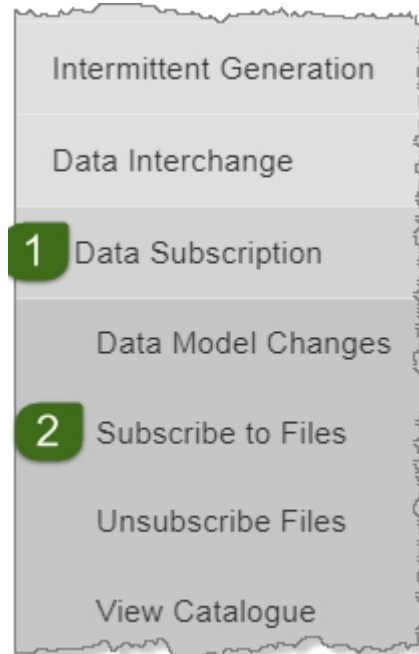 Intermittent Generation
Data Interchange
1 Data Subscription
Data Model Changes
2 Subscribe to Files
Unsubscribe Files
View Catalogue